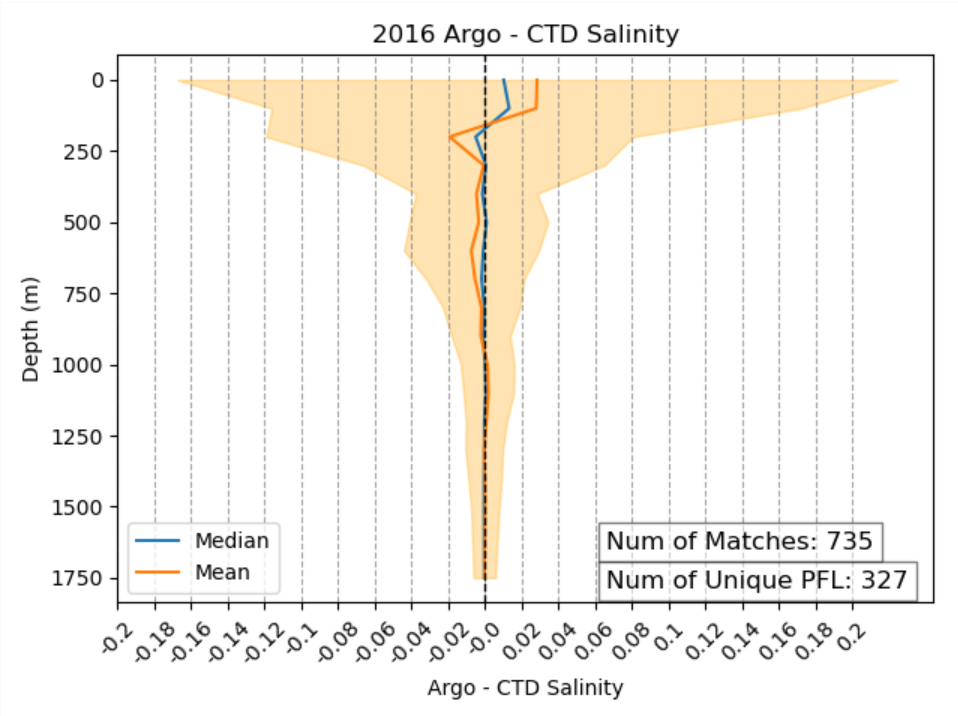 2016 Argo - CTD Salinity
0
250
500
750
1000
1250
1500
1750
Depth (m)
Median
Mean
Num of Matches: 735
Num of Unique PFL: 327
-0.2 -0.18 -0.16 -0.14 -0.12 -0.1 -0.08 -0.06 -0.04 -0.02 -0.0 0.02 0.04 0.06 0.08 0.1 0.12 0.14 0.16 0.18 0.2
Argo - CTD Salinity